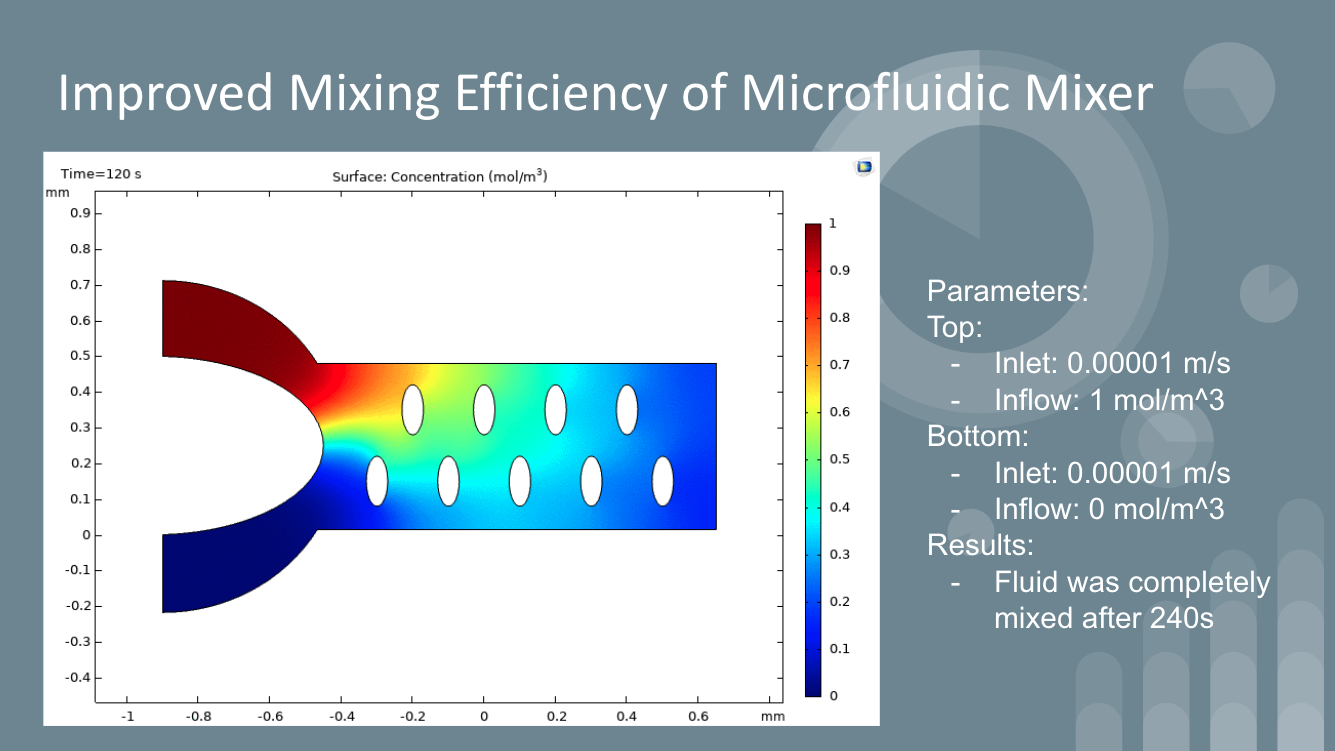 Improved Mixing Efficiency of Microfluidic Mixer
Time=120 s
Surface: Concentration (mol/m³)
mm
0.9
0.8
0.7
0.6
0.5
0.4
0.3
0.2
0.1
0
-0.1
-0.2
-0.3
-0.4
-1
-0.8
-0.6
-0.4
-0.2
0
0.2
0.4
0.6
mm
1
0.9
0.8
0.7
0.6
0.5
0.4
0.3
0.2
0.1
0
Parameters:
Top:
- Inlet: 0.00001 m/s
- Inflow: 1 mol/m^3
Bottom:
- Inlet: 0.00001 m/s
- Inflow: 0 mol/m^3
Results:
- Fluid was completely
mixed after 240s